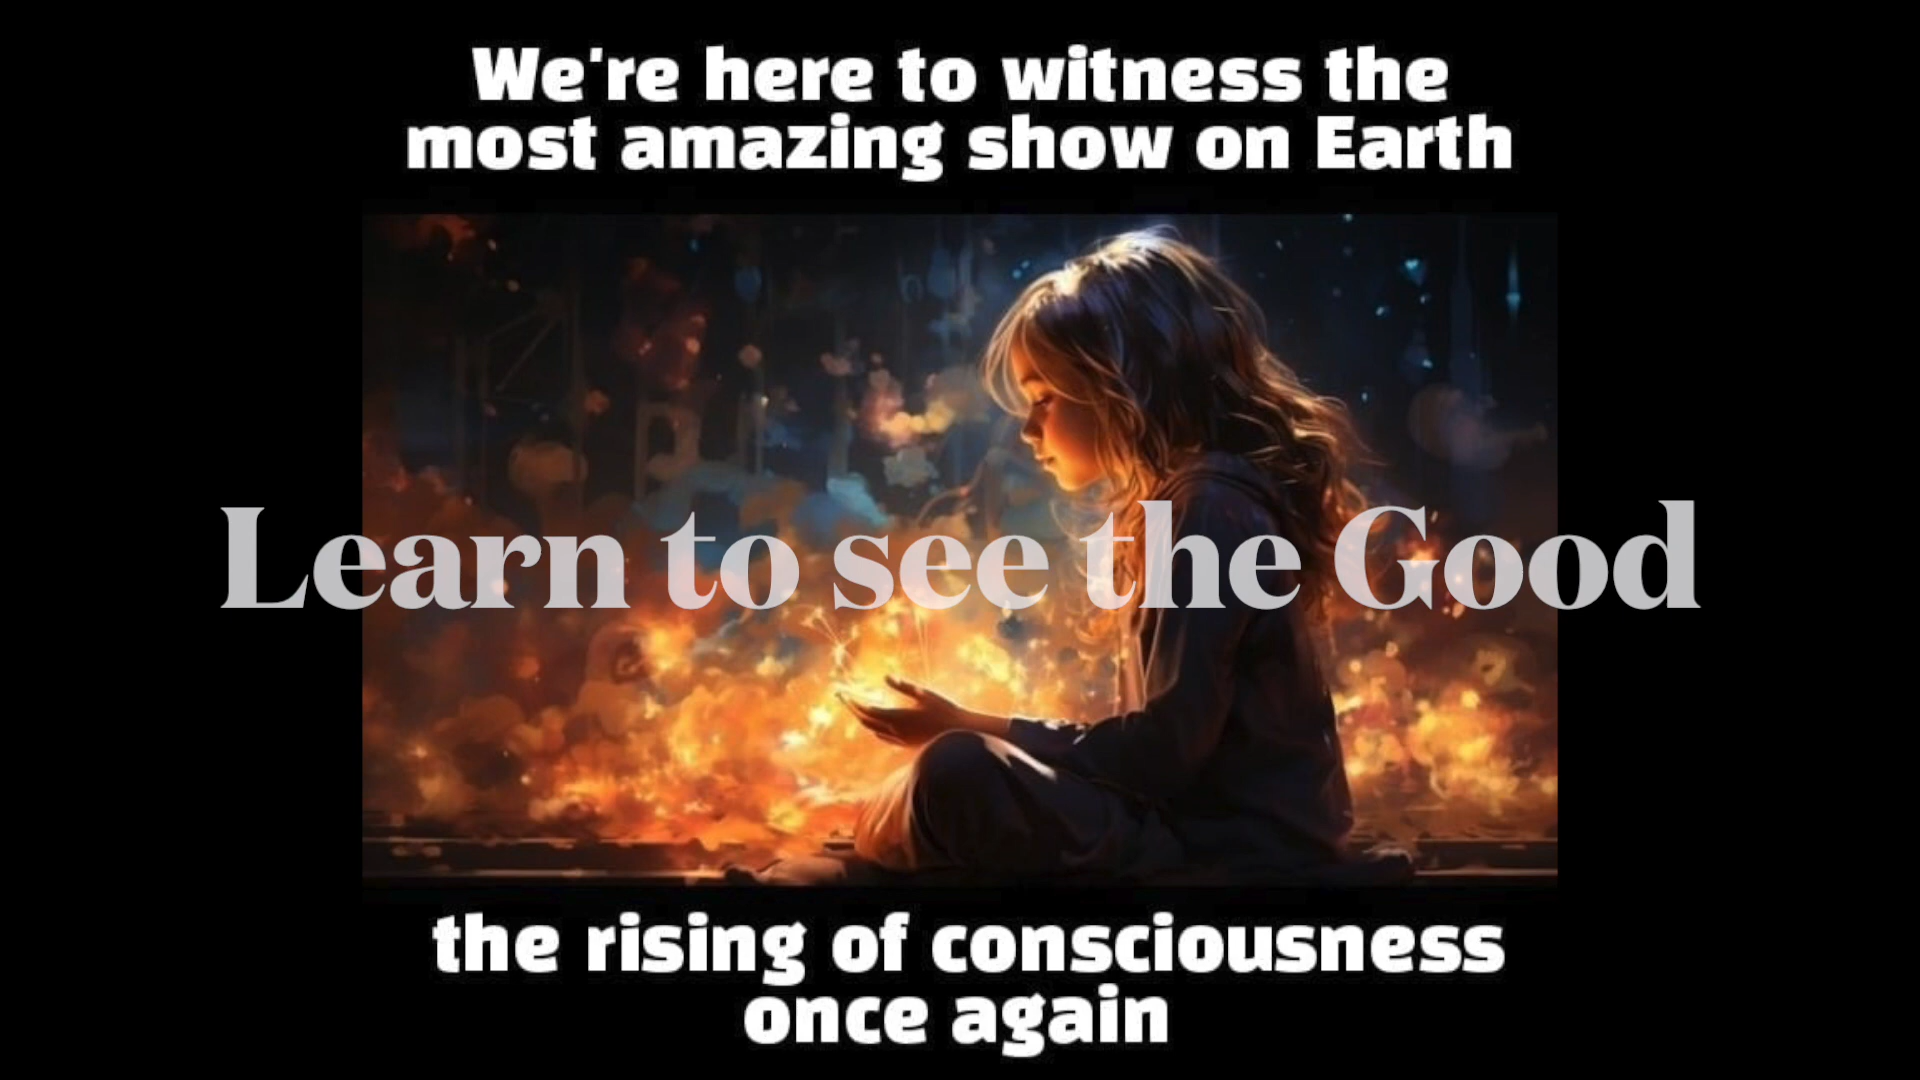 We're here to witness the
most amazing show on Earth
Learn to see the Good
the rising of consciousness
once again